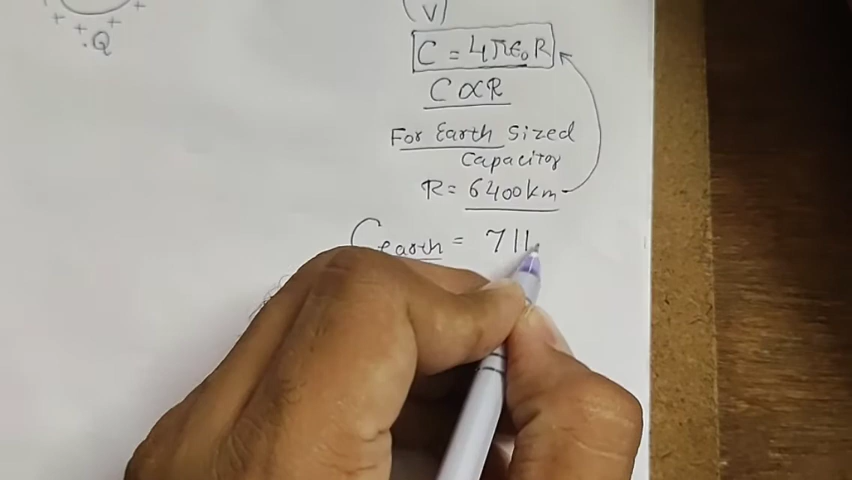 + + + + +
. Q
(V)
C = 4πε₀R
C ∝ R
For Earth Sized
Capacitor
R = 6400km
C earth = 711